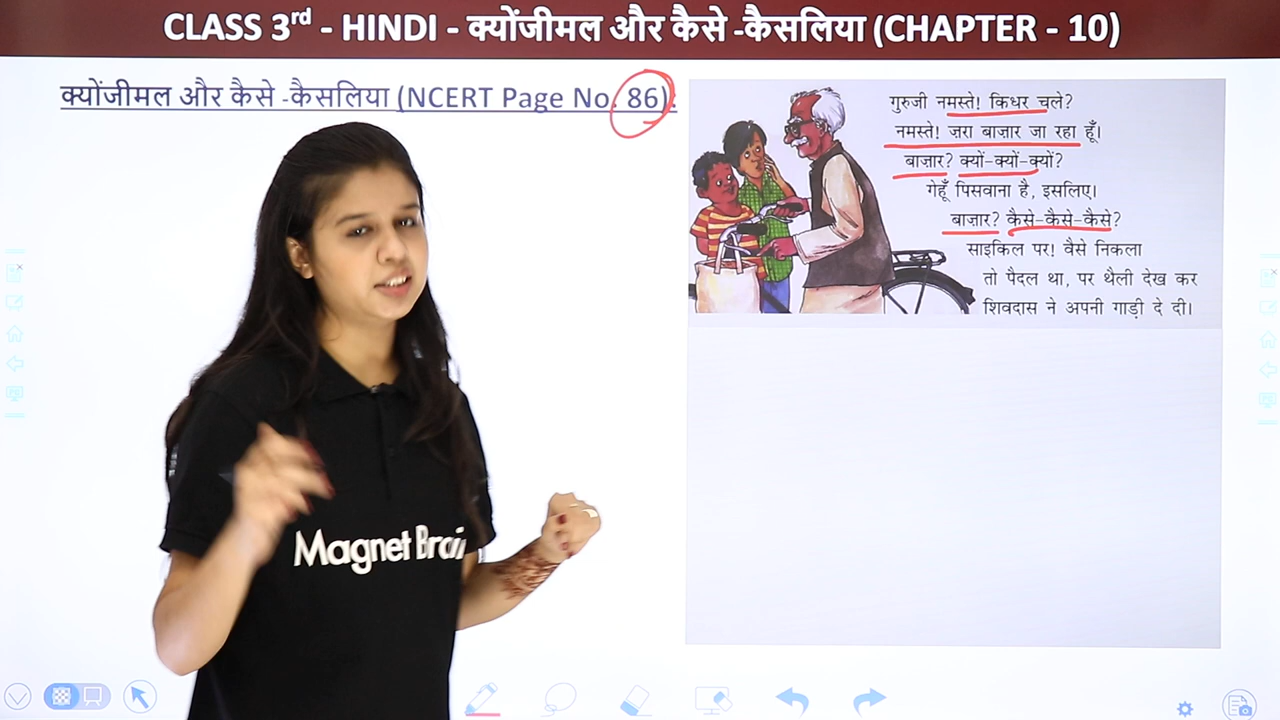 CLASS 3rd - HINDI - क्योंजीमल और कैसे -कैसलिया (CHAPTER - 10)
क्योंजीमल और कैसे -कैसलिया (NCERT Page No. 86):
गुरुजी नमस्ते! किधर चले?
नमस्ते! ज़रा बाज़ार जा रहा हूँ।
बाज़ार? क्यों-क्यों-क्यों?
गेहूँ पिसवाना है, इसलिए।
बाज़ार? कैसे-कैसे-कैसे?
साइकिल पर! वैसे निकला
तो पैदल था, पर थैली देख कर
शिवदास ने अपनी गाड़ी दे दी।
Magnet Brai